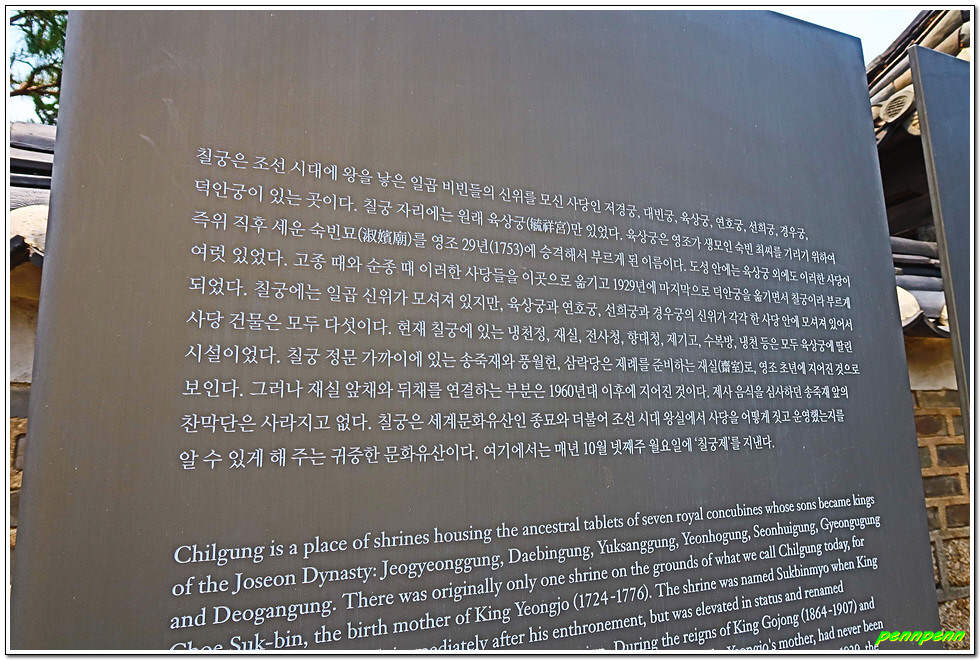 칠궁은 조선 시대에 왕을 낳은 일곱 비빈들의 신위를 모신 사당인 저경궁, 대빈궁, 육상궁, 연호궁, 선희궁, 경우궁,
덕안궁이 있는 곳이다. 칠궁 자리에는 원래 육상궁(毓祥宮)만 있었다. 육상궁은 영조가 생모인 숙빈 최씨를 기리기 위하여
즉위 직후 세운 숙빈묘(淑嬪廟)를 영조 29년(1753)에 승격해서 부르게 된 이름이다. 도성 안에는 육상궁 외에도 이러한 사당이
여럿 있었다. 고종 때와 순종 때 이러한 사당들을 이곳으로 옮기고 1929년에 마지막으로 덕안궁을 옮기면서 칠궁이라 부르게
되었다. 칠궁에는 일곱 신위가 모셔져 있지만, 육상궁과 연호궁, 선희궁과 경우궁의 신위가 각각 한 사당 안에 모셔져 있어서
사당 건물은 모두 다섯이다. 현재 칠궁에 있는 냉천정, 재실, 전사청, 향대청, 제기고, 수복방, 냉천 등은 모두 육상궁에 딸린
시설이었다. 칠궁 정문 가까이에 있는 송죽재와 풍월헌, 삼락당은 제례를 준비하는 재실(齋室)로, 영조 초년에 지어진 것으로
보인다. 그러나 재실 앞채와 뒤채를 연결하는 부분은 1960년대 이후에 지어진 것이다. 제사 음식을 심사하던 송죽재 앞의
찬막단은 사라지고 없다. 칠궁은 세계문화유산인 종묘와 더불어 조선 시대 왕실에서 사당을 어떻게 짓고 운영했는지를
알 수 있게 해 주는 귀중한 문화유산이다. 여기에서는 매년 10월 넷째주 월요일에 '칠궁제'를 지낸다.
Chilgung is a place of shrines housing the ancestral tablets of seven royal concubines whose sons became kings
of the Joseon Dynasty: Jeogyeonggung, Daebingung, Yuksanggung, Yeonhogung, Seonhuigung, Gyeongugung
and Deogangung. There was originally only one shrine on the grounds of what we call Chilgung today, for
Choe Suk-bin, the birth mother of King Yeongjo (1724-1776). The shrine was named Sukbinmyo when King
immediately after his enthronement, but was elevated in status and renamed
During the reigns of King Gojong (1864-1907) and
Yeongjo's mother, had never been
pennpenn